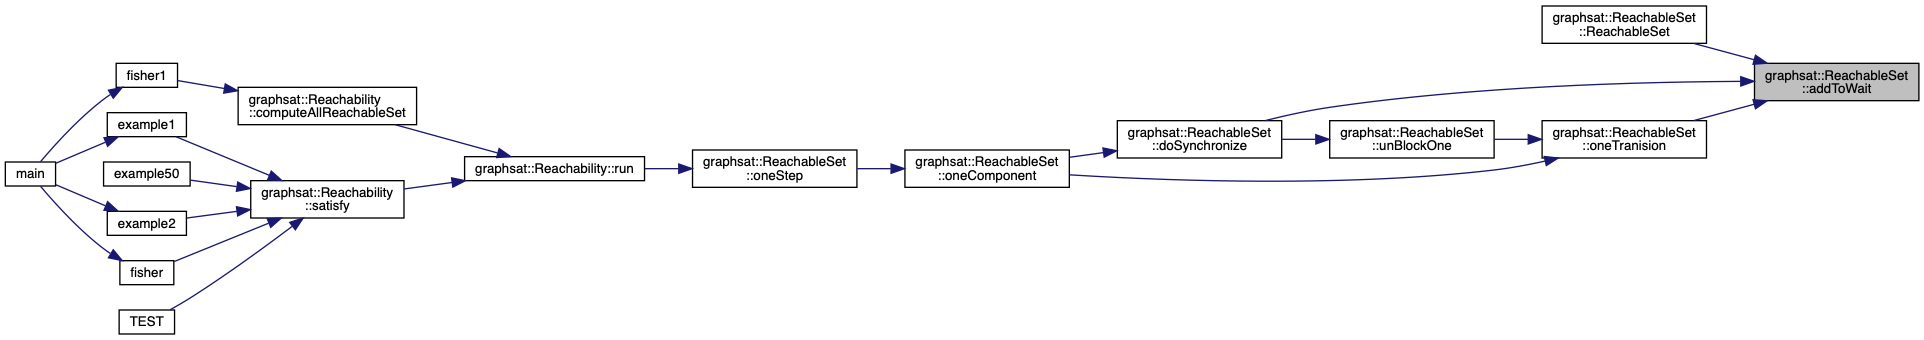 main
fisher1
example1
example50
example2
fisher
TEST
graphsat::Reachability
::computeAllReachableSet
graphsat::Reachability
::satisfy
graphsat::Reachability::run
graphsat::ReachableSet
::oneStep
graphsat::ReachableSet
::oneComponent
graphsat::ReachableSet
::doSynchronize
graphsat::ReachableSet
::unBlockOne
graphsat::ReachableSet
::ReachableSet
graphsat::ReachableSet
::oneTranision
graphsat::ReachableSet
::addToWait